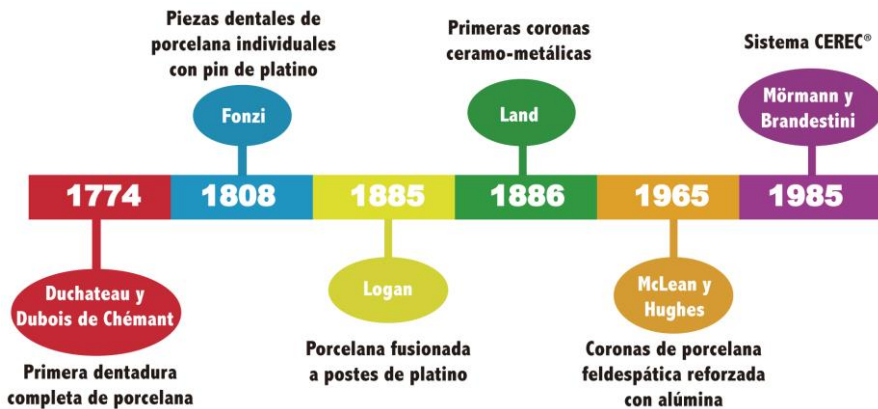 Piezas dentales de
porcelana individuales
con pin de platino
Primeras coronas
ceramo-metálicas
Sistema CEREC®
Fonzi
Land
Mörmann y
Brandestini
1774
1808
1885
1886
1965
1985
Duchateau y
Dubois de Chémant
Logan
McLean y
Hughes
Primera dentadura
completa de porcelana
Porcelana fusionada
a postes de platino
Coronas de porcelana
feldespática reforzada
con alúmina